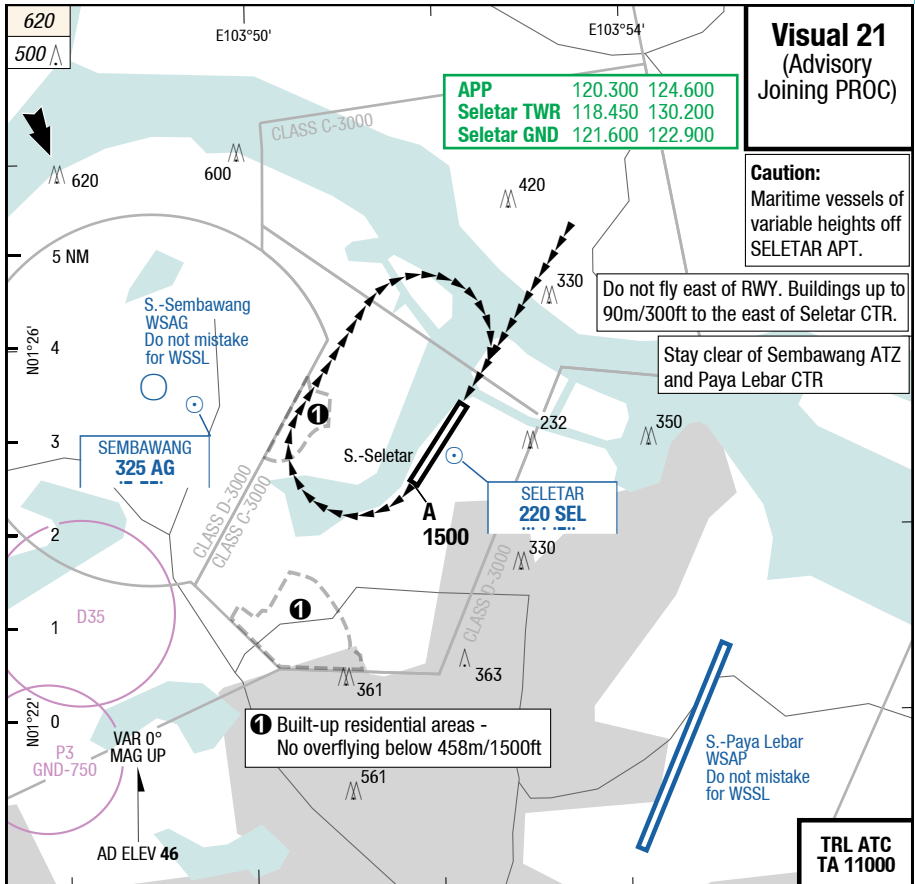 620
500
E103°50'
E103°54'
Visual 21
(Advisory
Joining PROC)
APP 120.300 124.600
Seletar TWR 118.450 130.200
Seletar GND 121.600 122.900
CLASS C-3000
620
600
420
Caution:
Maritime vessels of
variable heights off
SELETAR APT.
5 NM
330
Do not fly east of RWY. Buildings up to
90m/300ft to the east of Seletar CTR.
S.-Sembawang
WSAG
Do not mistake
for WSSL
N01°26'
4
Stay clear of Sembawang ATZ
and Paya Lebar CTR
1
232
350
3
SEMBAWANG
325 AG
S.-Seletar
SELETAR
220 SEL
A
1500
CLASS D-3000
CLASS C-3000
2
330
CLASS D-3000
D35
1
1
363
361
N01°22'
0
1 Built-up residential areas -
No overflying below 458m/1500ft
VAR 0°
MAG UP
P3
GND-750
S.-Paya Lebar
WSAP
Do not mistake
for WSSL
561
AD ELEV 46
TRL ATC
TA 11000